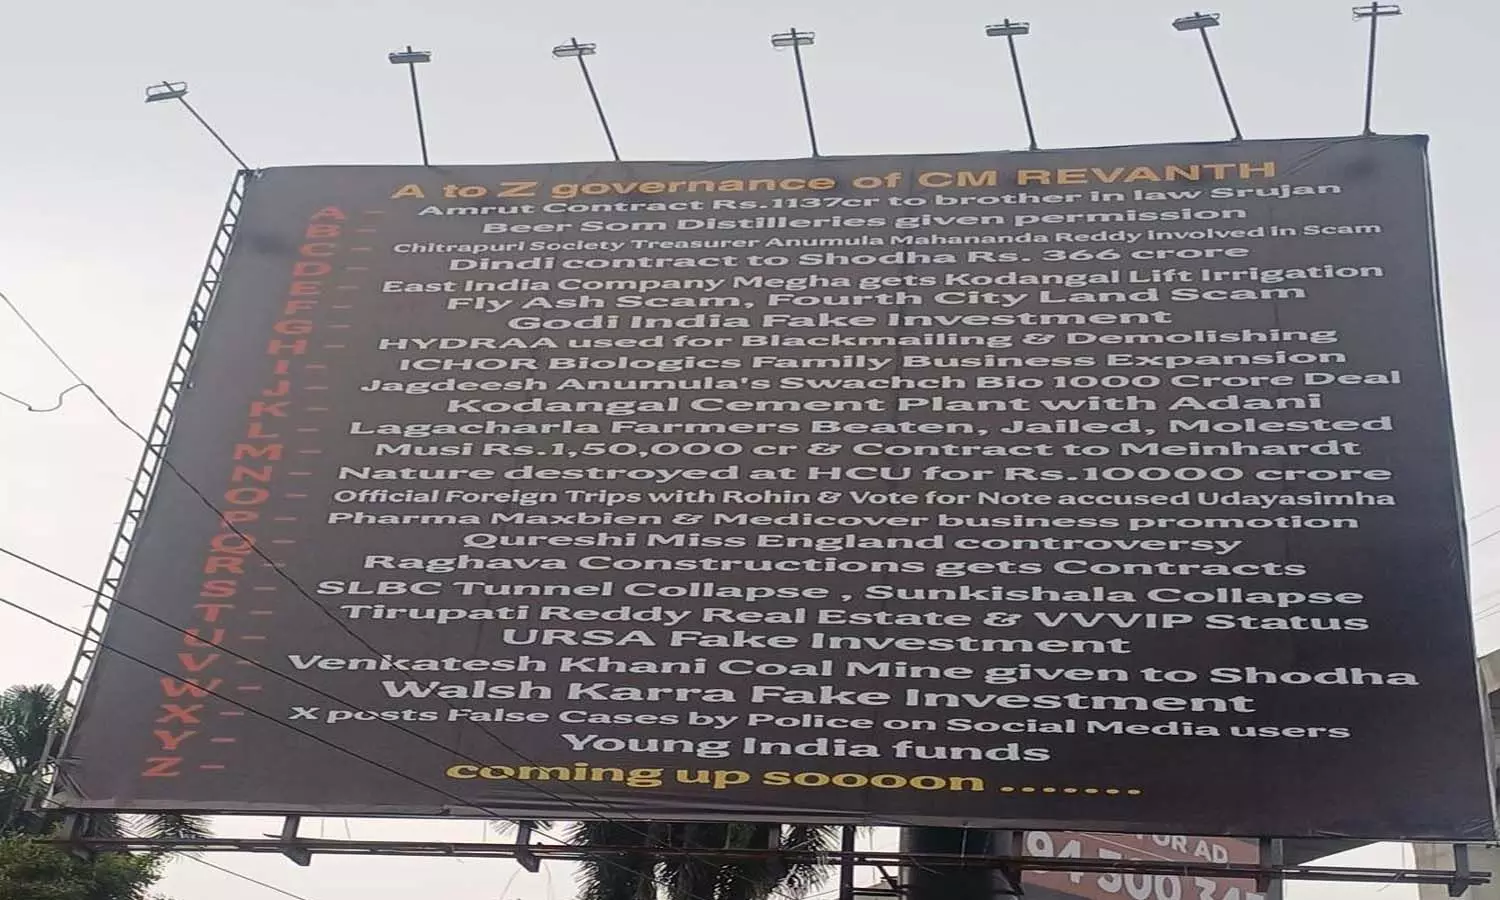 A to Z governance of CM REVANTH
A - Amrut Contract Rs.1137cr to brother in law Srujan
B - Beer Som Distilleries given permission
C - Chitrapuri Society Treasurer Anumula Mahananda Reddy involved in Scam
D - Dindi contract to Shodha Rs. 366 crore
E - East India Company Megha gets Kodangal Lift Irrigation
F - Fly Ash Scam, Fourth City Land Scam
G - Godi India Fake Investment
H - HYDRAA used for Blackmailing & Demolishing
I - ICHOR Biologics Family Business Expansion
J - Jagdeesh Anumula's Swachch Bio 1000 Crore Deal
K - Kodangal Cement Plant with Adani
L - Lagacharla Farmers Beaten, Jailed, Molested
M - Musi Rs.1,50,000 cr & Contract to Meinhardt
N - Nature destroyed at HCU for Rs.10000 crore
O - Official Foreign Trips with Rohin & Vote for Note accused Udayasimha
P - Pharma Maxbien & Medicover business promotion
Q - Qureshi Miss England controversy
R - Raghava Constructions gets Contracts
S - SLBC Tunnel Collapse , Sunkishala Collapse
T - Tirupati Reddy Real Estate & VVVIP Status
U - URSA Fake Investment
V - Venkatesh Khani Coal Mine given to Shodha
W - Walsh Karra Fake Investment
X - X posts False Cases by Police on Social Media users
Y - Young India funds
Z - coming up soooon .......
OR AD